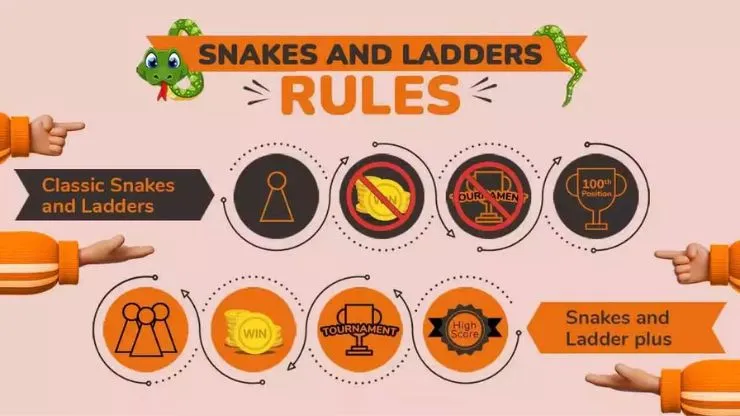 SNAKES AND LADDERS
RULES
Classic Snakes
and Ladders
WIN
TOURNAMENT
100th
Position
WIN
TOURNAMENT
High
Score
Snakes and
Ladder plus